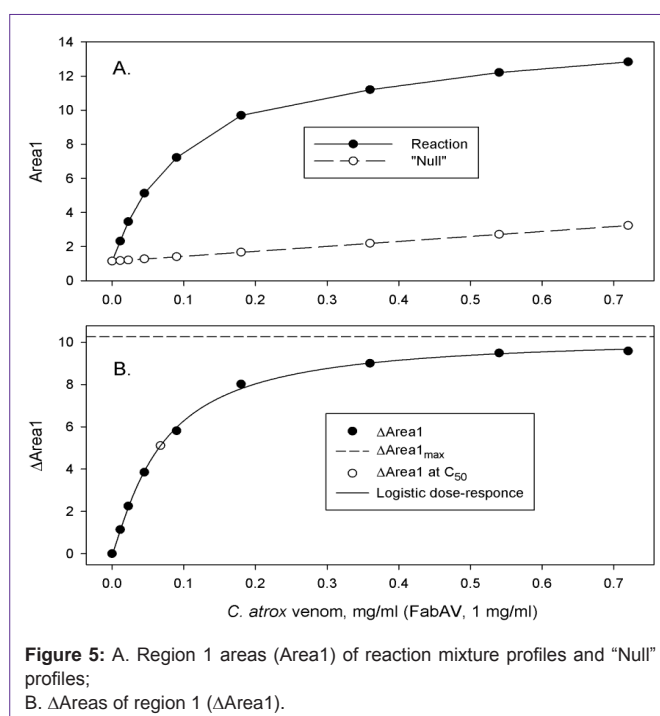 14
12
10
8
6
4
2
0
Area1
A.
Reaction
"Null"
0.0 0.1 0.2 0.3 0.4 0.5 0.6 0.7
10
8
6
4
2
0
ΔArea1
B.
ΔArea1
ΔArea1max
ΔArea1 at C50
Logistic dose-responce
0.0 0.1 0.2 0.3 0.4 0.5 0.6 0.7
C. atrox venom, mg/ml (FabAV, 1 mg/ml)
Figure 5: A. Region 1 areas (Area1) of reaction mixture profiles and “Null”
profiles;
B. ΔAreas of region 1 (ΔArea1).